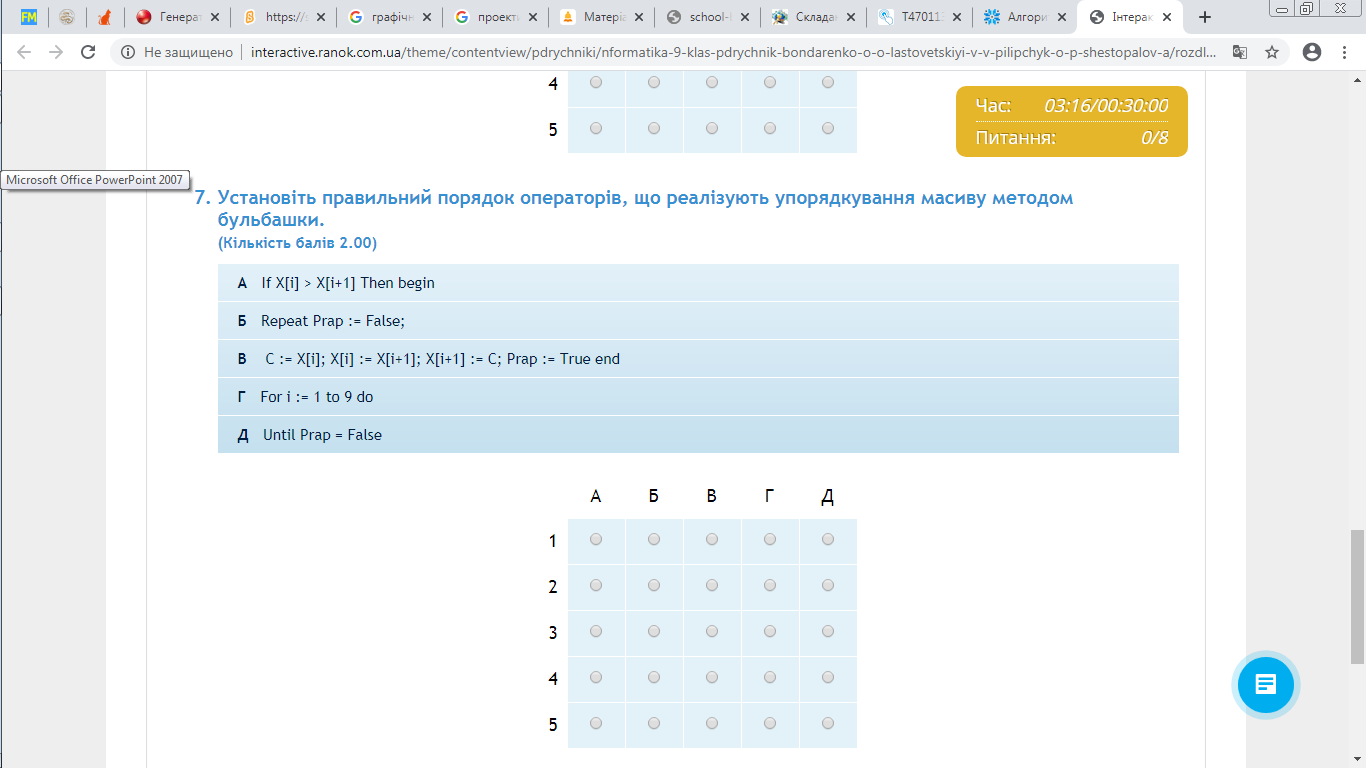 Генерат
https://s
графічн
проекти
Матеріа
school-l
Складан
Т47011
Алгори
Інтерак
Не защищено
interactive.ranok.com.ua/theme/contentview/pdrychniki/nformatika-9-klas-pdrychnik-bondarenko-o-o-lastovetskiyi-v-v-pilipchyk-o-p-shestopalov-a/rozdl...
4
5
Час: 03:16/00:30:00
Питання: 0/8
Microsoft Office PowerPoint 2007
7. Установіть правильний порядок операторів, що реалізують упорядкування масиву методом
бульбашки.
(Кількість балів 2.00)
А If X[i] > X[i+1] Then begin
Б Repeat Prap := False;
В C := X[i]; X[i] := X[i+1]; X[i+1] := C; Prap := True end
Г For i := 1 to 9 do
Д Until Prap = False
А Б В Г Д
1
2
3
4
5